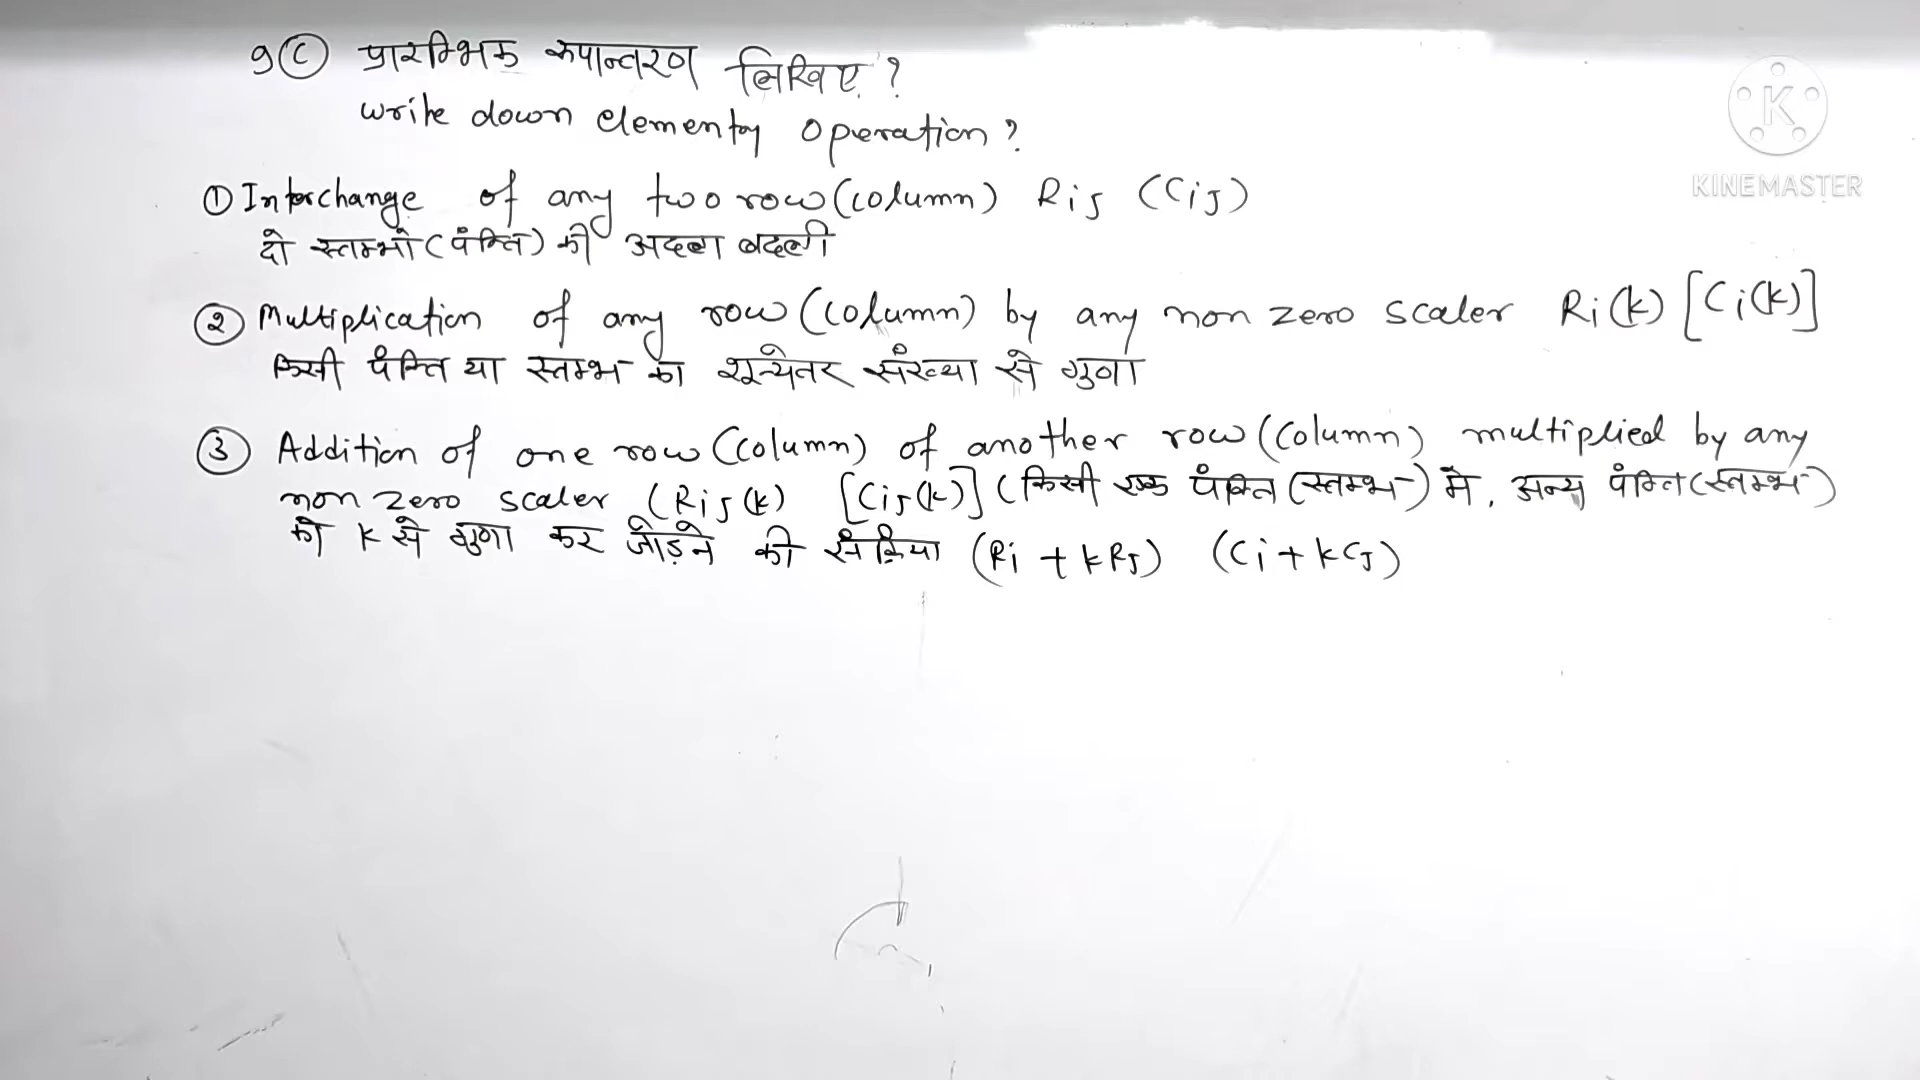 9 (C) प्रारम्भिक रूपान्तरण लिखिए ?
write down elementy operation ?
① Interchange of any two row (column) Rij (Cij)
दो स्तम्भो (पंक्ति) की अदला बदली
② Multiplication of any row (column) by any non zero scaler Ri(k) [Ci(k)]
किसी पंक्ति या स्तम्भ का शून्येतर संख्या से गुणा
③ Addition of one row (column) of another row (column) multiplied by any
non zero scaler (Rij(k) [Cij(k)] (किसी एक पंक्ति (स्तम्भ) मे, अन्य पंक्ति (स्तम्भ)
को K से गुणा कर जोड़ने की संक्रिया (Ri + kRj) (Ci + kCj)
KINEMASTER